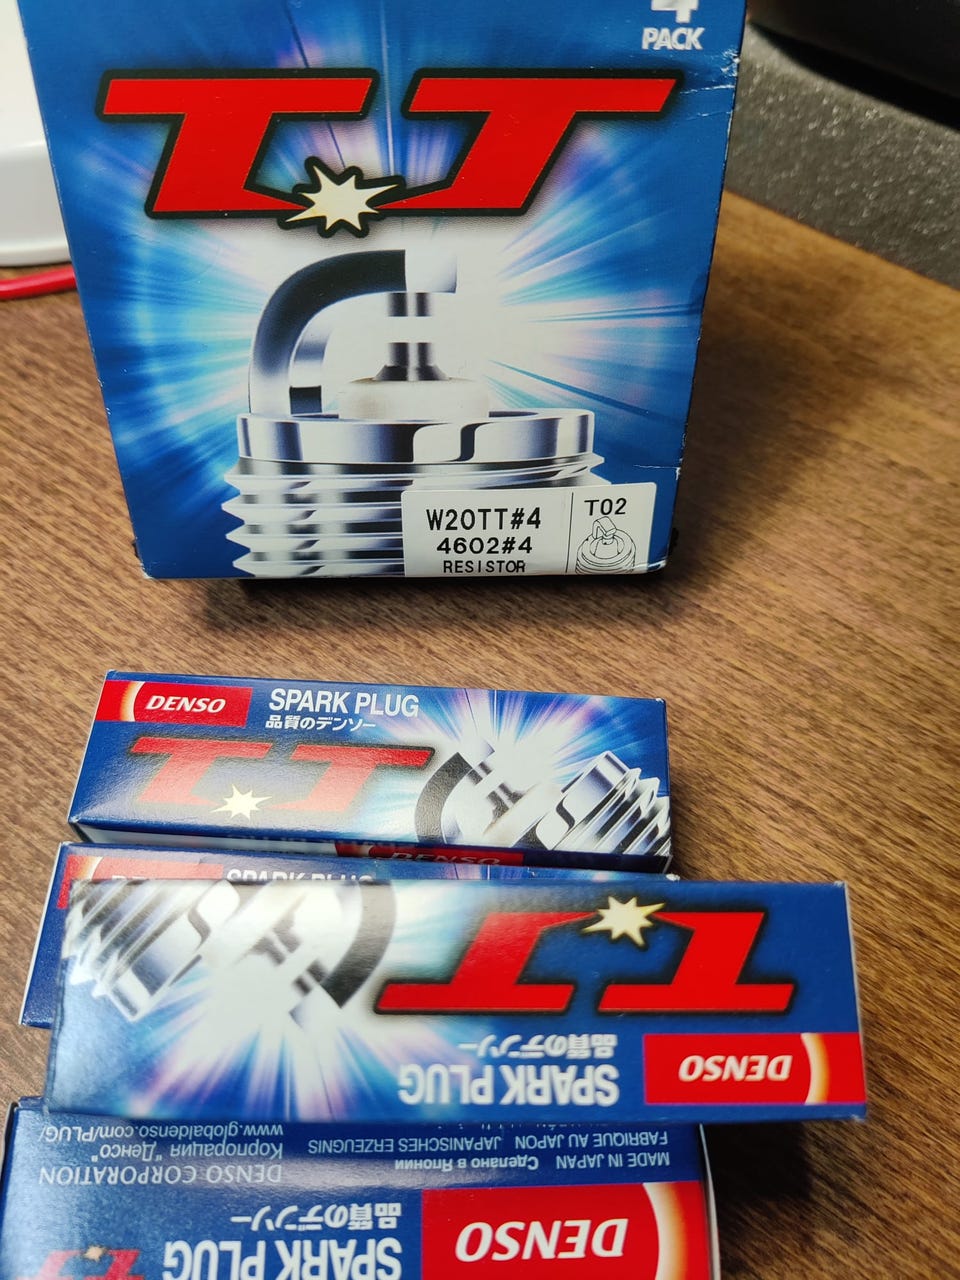 4
PACK
TT
W20TT#4
4602#4
RESISTOR
T02
DENSO
SPARK PLUG
品質のデンソー
TT
DENSO
SPARK PLUG
TT
DENSO
SPARK PLUG
品質のデンソー
MADE IN JAPAN Сделано в Японии
FABRIQUE AU JAPON JAPANISCHES ERZEUGNIS
DENSO CORPORATION
Корпорация "Денсо"
www.globaldenso.com/PLUG/
DENSO
SPARK PLUG
品質のデンソー
TT